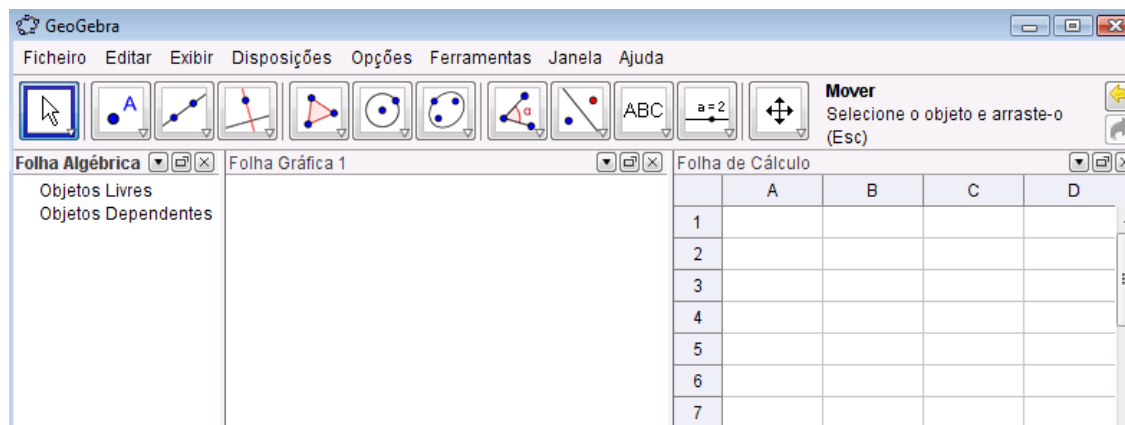 GeoGebra
Ficheiro Editar Exibir Disposições Opções Ferramentas Janela Ajuda
A
α
ABC
a=2
Mover
Selecione o objeto e arraste-o
(Esc)
Folha Algébrica
Folha Gráfica 1
Folha de Cálculo
Objetos Livres
Objetos Dependentes
A B C D
1
2
3
4
5
6
7